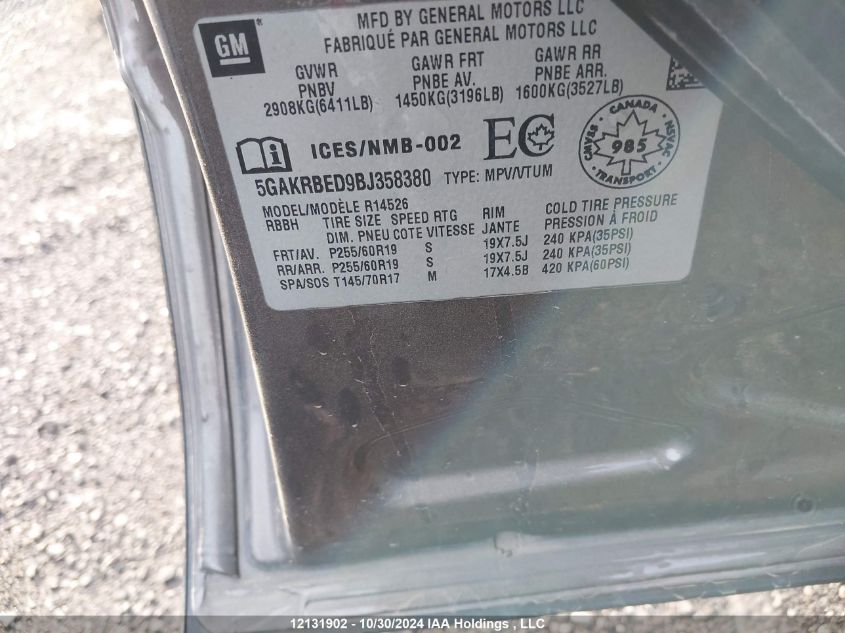 GM
MFD BY GENERAL MOTORS LLC
FABRIQUÉ PAR GENERAL MOTORS LLC
GVWR GAWR FRT GAWR RR
PNBV PNBE AV. PNBE ARR.
2908KG(6411LB) 1450KG(3196LB) 1600KG(3527LB)
ICES/NMB-002 EC
CANADA
CMVSS 985 NSVAC
TRANSPORT
5GAKRBED9BJ358380 TYPE: MPV/VTUM
MODEL/MODÈLE R14526
RBBH TIRE SIZE SPEED RTG RIM COLD TIRE PRESSURE
DIM. PNEU COTE VITESSE JANTE PRESSION À FROID
FRT/AV. P255/60R19 S 19X7.5J 240 KPA(35PSI)
RR/ARR. P255/60R19 S 19X7.5J 240 KPA(35PSI)
SPA/SOS T145/70R17 M 17X4.5B 420 KPA(60PSI)
12131902 - 10/30/2024 IAA Holdings , LLC